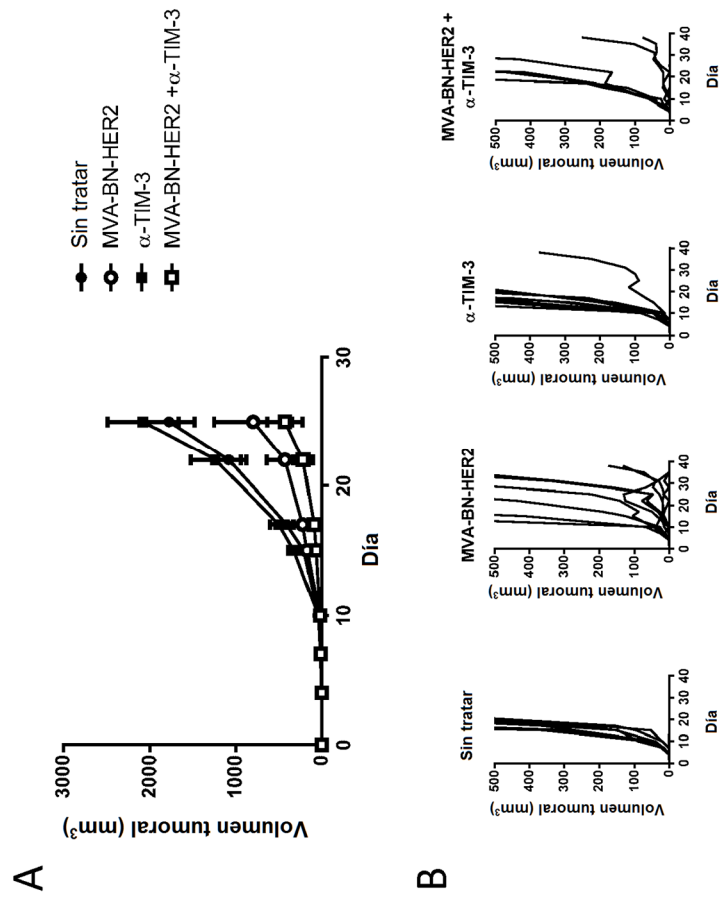 A
Volumen tumoral (mm³)
3000
2000
1000
0
0
10
20
30
Día
Sin tratar
MVA-BN-HER2
α-TIM-3
MVA-BN-HER2 +α-TIM-3
B
Sin tratar
Volumen tumoral (mm³)
500
400
300
200
100
0
0 10 20 30 40
Día
MVA-BN-HER2
Volumen tumoral (mm³)
500
400
300
200
100
0
0 10 20 30 40
Día
α-TIM-3
Volumen tumoral (mm³)
500
400
300
200
100
0
0 10 20 30 40
Día
MVA-BN-HER2 +
α-TIM-3
Volumen tumoral (mm³)
500
400
300
200
100
0
0 10 20 30 40
Día